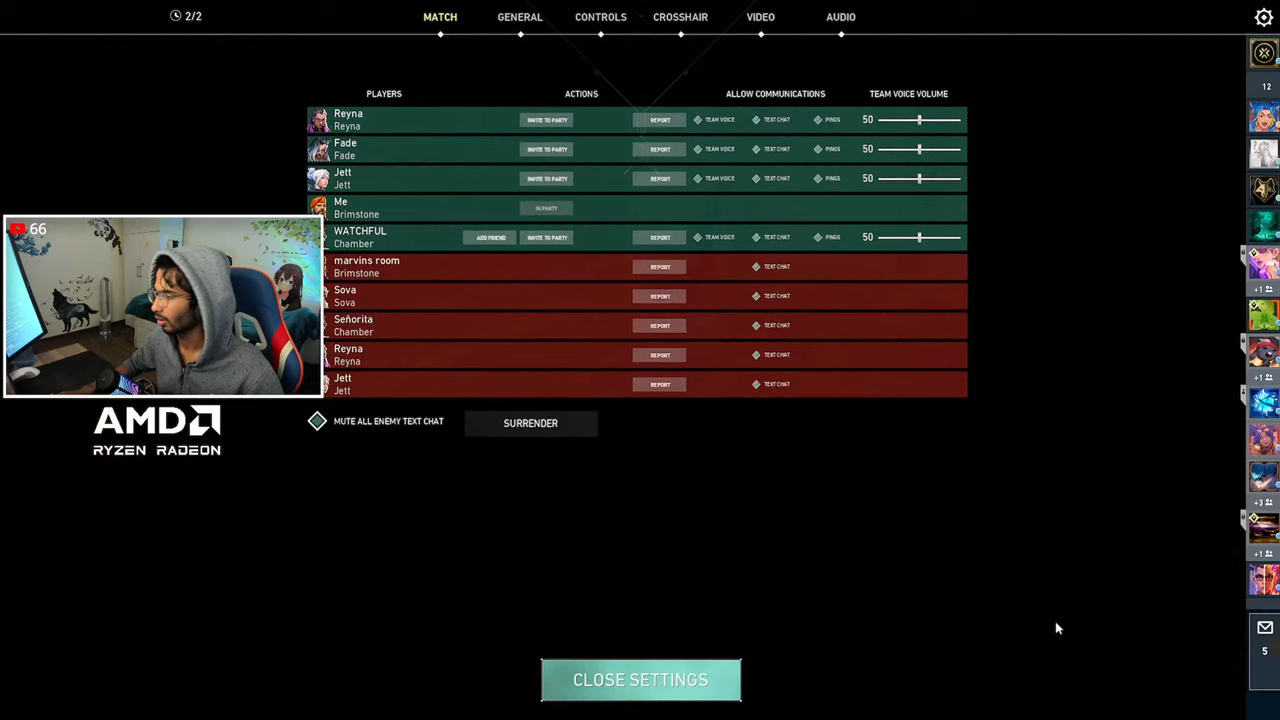 2/2
MATCH GENERAL CONTROLS CROSSHAIR VIDEO AUDIO
PLAYERS ACTIONS ALLOW COMMUNICATIONS TEAM VOICE VOLUME
Reyna
Reyna
INVITE TO PARTY REPORT TEAM VOICE TEXT CHAT PINGS 50
Fade
Fade
INVITE TO PARTY REPORT TEAM VOICE TEXT CHAT PINGS 50
Jett
Jett
INVITE TO PARTY REPORT TEAM VOICE TEXT CHAT PINGS 50
Me
Brimstone
IN PARTY
WATCHFUL
Chamber
ADD FRIEND INVITE TO PARTY REPORT TEAM VOICE TEXT CHAT PINGS 50
marvins room
Brimstone
REPORT TEXT CHAT
Sova
Sova
REPORT TEXT CHAT
Señorita
Chamber
REPORT TEXT CHAT
Reyna
Reyna
REPORT TEXT CHAT
Jett
Jett
REPORT TEXT CHAT
MUTE ALL ENEMY TEXT CHAT SURRENDER
CLOSE SETTINGS
66
AMD
RYZEN RADEON
12
+1
+1
+3
+1
5